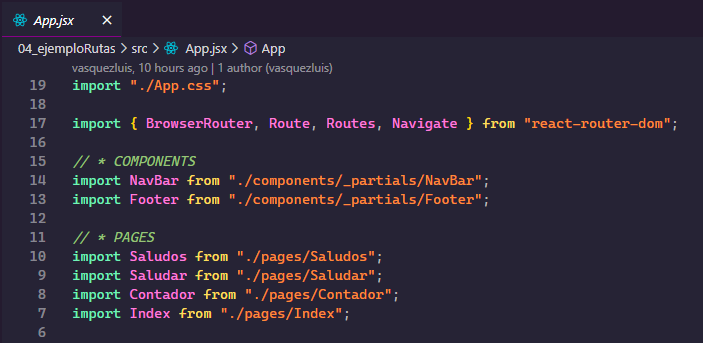 App.jsx
04_ejemploRutas > src > App.jsx > App
vasquezluis, 10 hours ago | 1 author (vasquezluis)
19 import "./App.css";
18
17 import { BrowserRouter, Route, Routes, Navigate } from "react-router-dom";
16
15 // * COMPONENTS
14 import NavBar from "./components/_partials/NavBar";
13 import Footer from "./components/_partials/Footer";
12
11 // * PAGES
10 import Saludos from "./pages/Saludos";
9 import Saludar from "./pages/Saludar";
8 import Contador from "./pages/Contador";
7 import Index from "./pages/Index";
6